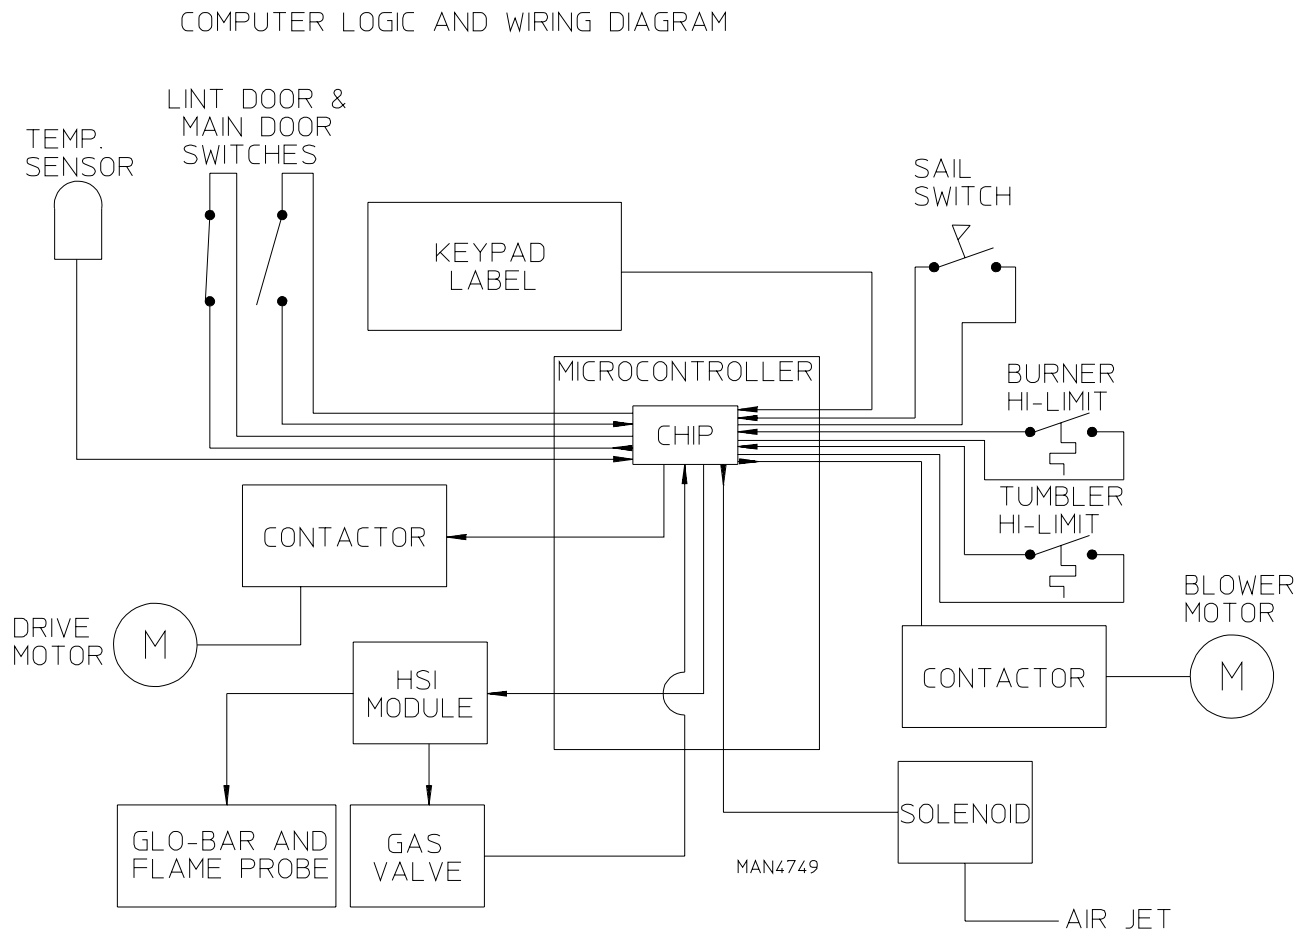 COMPUTER LOGIC AND WIRING DIAGRAM
LINT DOOR &
MAIN DOOR
SWITCHES
TEMP.
SENSOR
SAIL
SWITCH
KEYPAD
LABEL
MICROCONTROLLER
CHIP
BURNER
HI-LIMIT
TUMBLER
HI-LIMIT
CONTACTOR
DRIVE
MOTOR
M
BLOWER
MOTOR
M
CONTACTOR
HSI
MODULE
GLO-BAR AND
FLAME PROBE
GAS
VALVE
SOLENOID
MAN4749
AIR JET